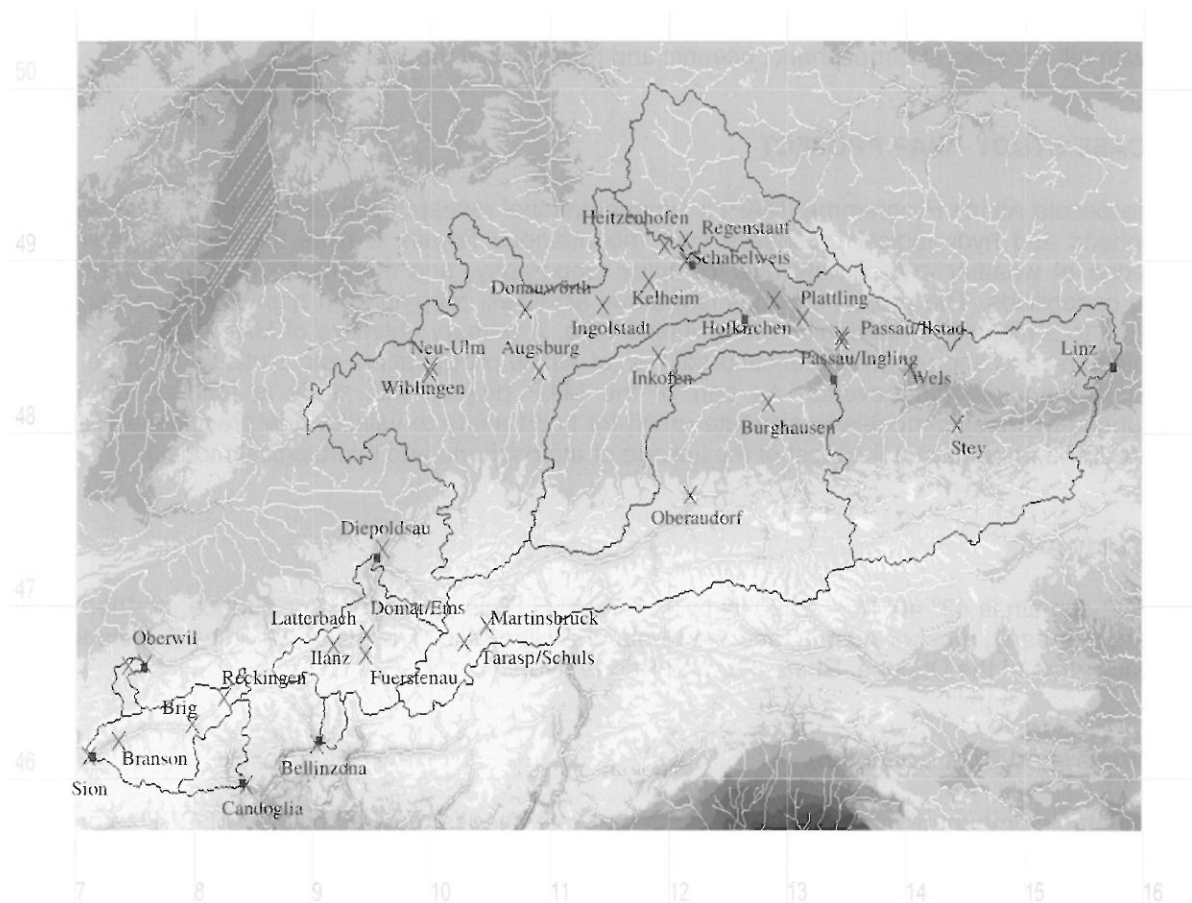 50
49
48
47
46
Heitzenhofen
Regenstauf
Schabelweis
Donauwörth
Kelheim
Plattling
Ingolstadt
Hofkirchen
Passau/Ilstad
Neu-Ulm
Augsburg
Passau/Ingling
Linz
Wiblingen
Inkofen
Wels
Burghausen
Stey
Oberaudorf
Diepoldsau
Latterbach
Domat/Ems
Martinsbruck
Oberwil
Ilanz
Tarasp/Schuls
Reckingen
Fuerstenau
Brig
Branson
Bellinzona
Sion
Candoglia
7 8 9 10 11 12 13 14 15 16